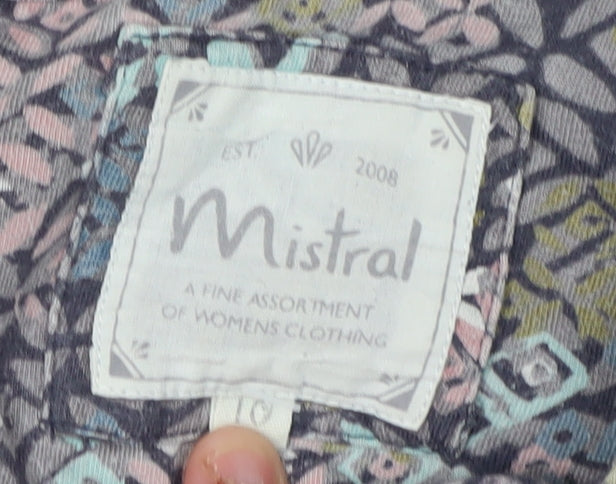 EST. 2008
Mistral
A FINE ASSORTMENT
OF WOMENS CLOTHING
10